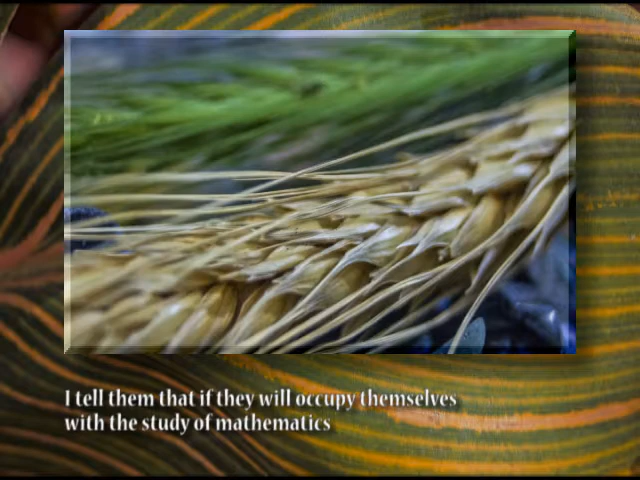 I tell them that if they will occupy themselves
with the study of mathematics